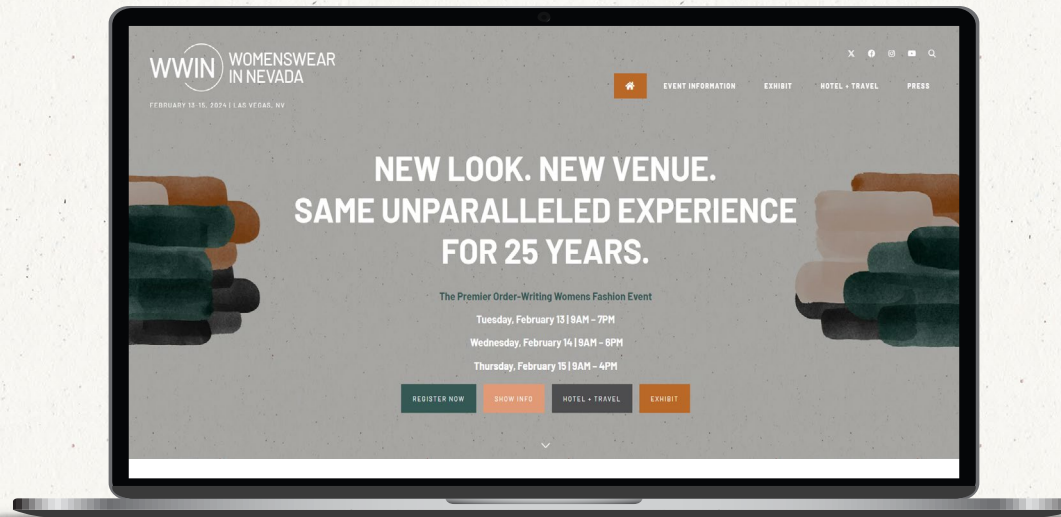 WWIN WOMENSWEAR
IN NEVADA
FEBRUARY 13-15, 2024 | LAS VEGAS, NV
EVENT INFORMATION EXHIBIT HOTEL + TRAVEL PRESS
NEW LOOK. NEW VENUE.
SAME UNPARALLELED EXPERIENCE
FOR 25 YEARS.
The Premier Order-Writing Womens Fashion Event
Tuesday, February 13 | 9AM – 7PM
Wednesday, February 14 | 9AM – 6PM
Thursday, February 15 | 9AM – 4PM
REGISTER NOW SHOW INFO HOTEL + TRAVEL EXHIBIT